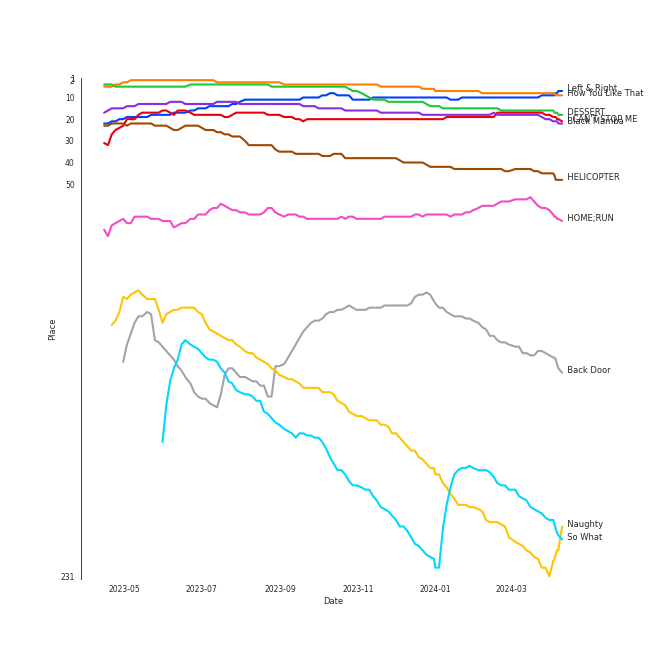 1
2
10
20
30
40
50
231
Place
Left & Right
How You Like That
DESSERT
I CAN'T STOP ME
Black Mamba
HELICOPTER
HOME;RUN
Back Door
Naughty
So What
2023-05
2023-07
2023-09
2023-11
2024-01
2024-03
Date